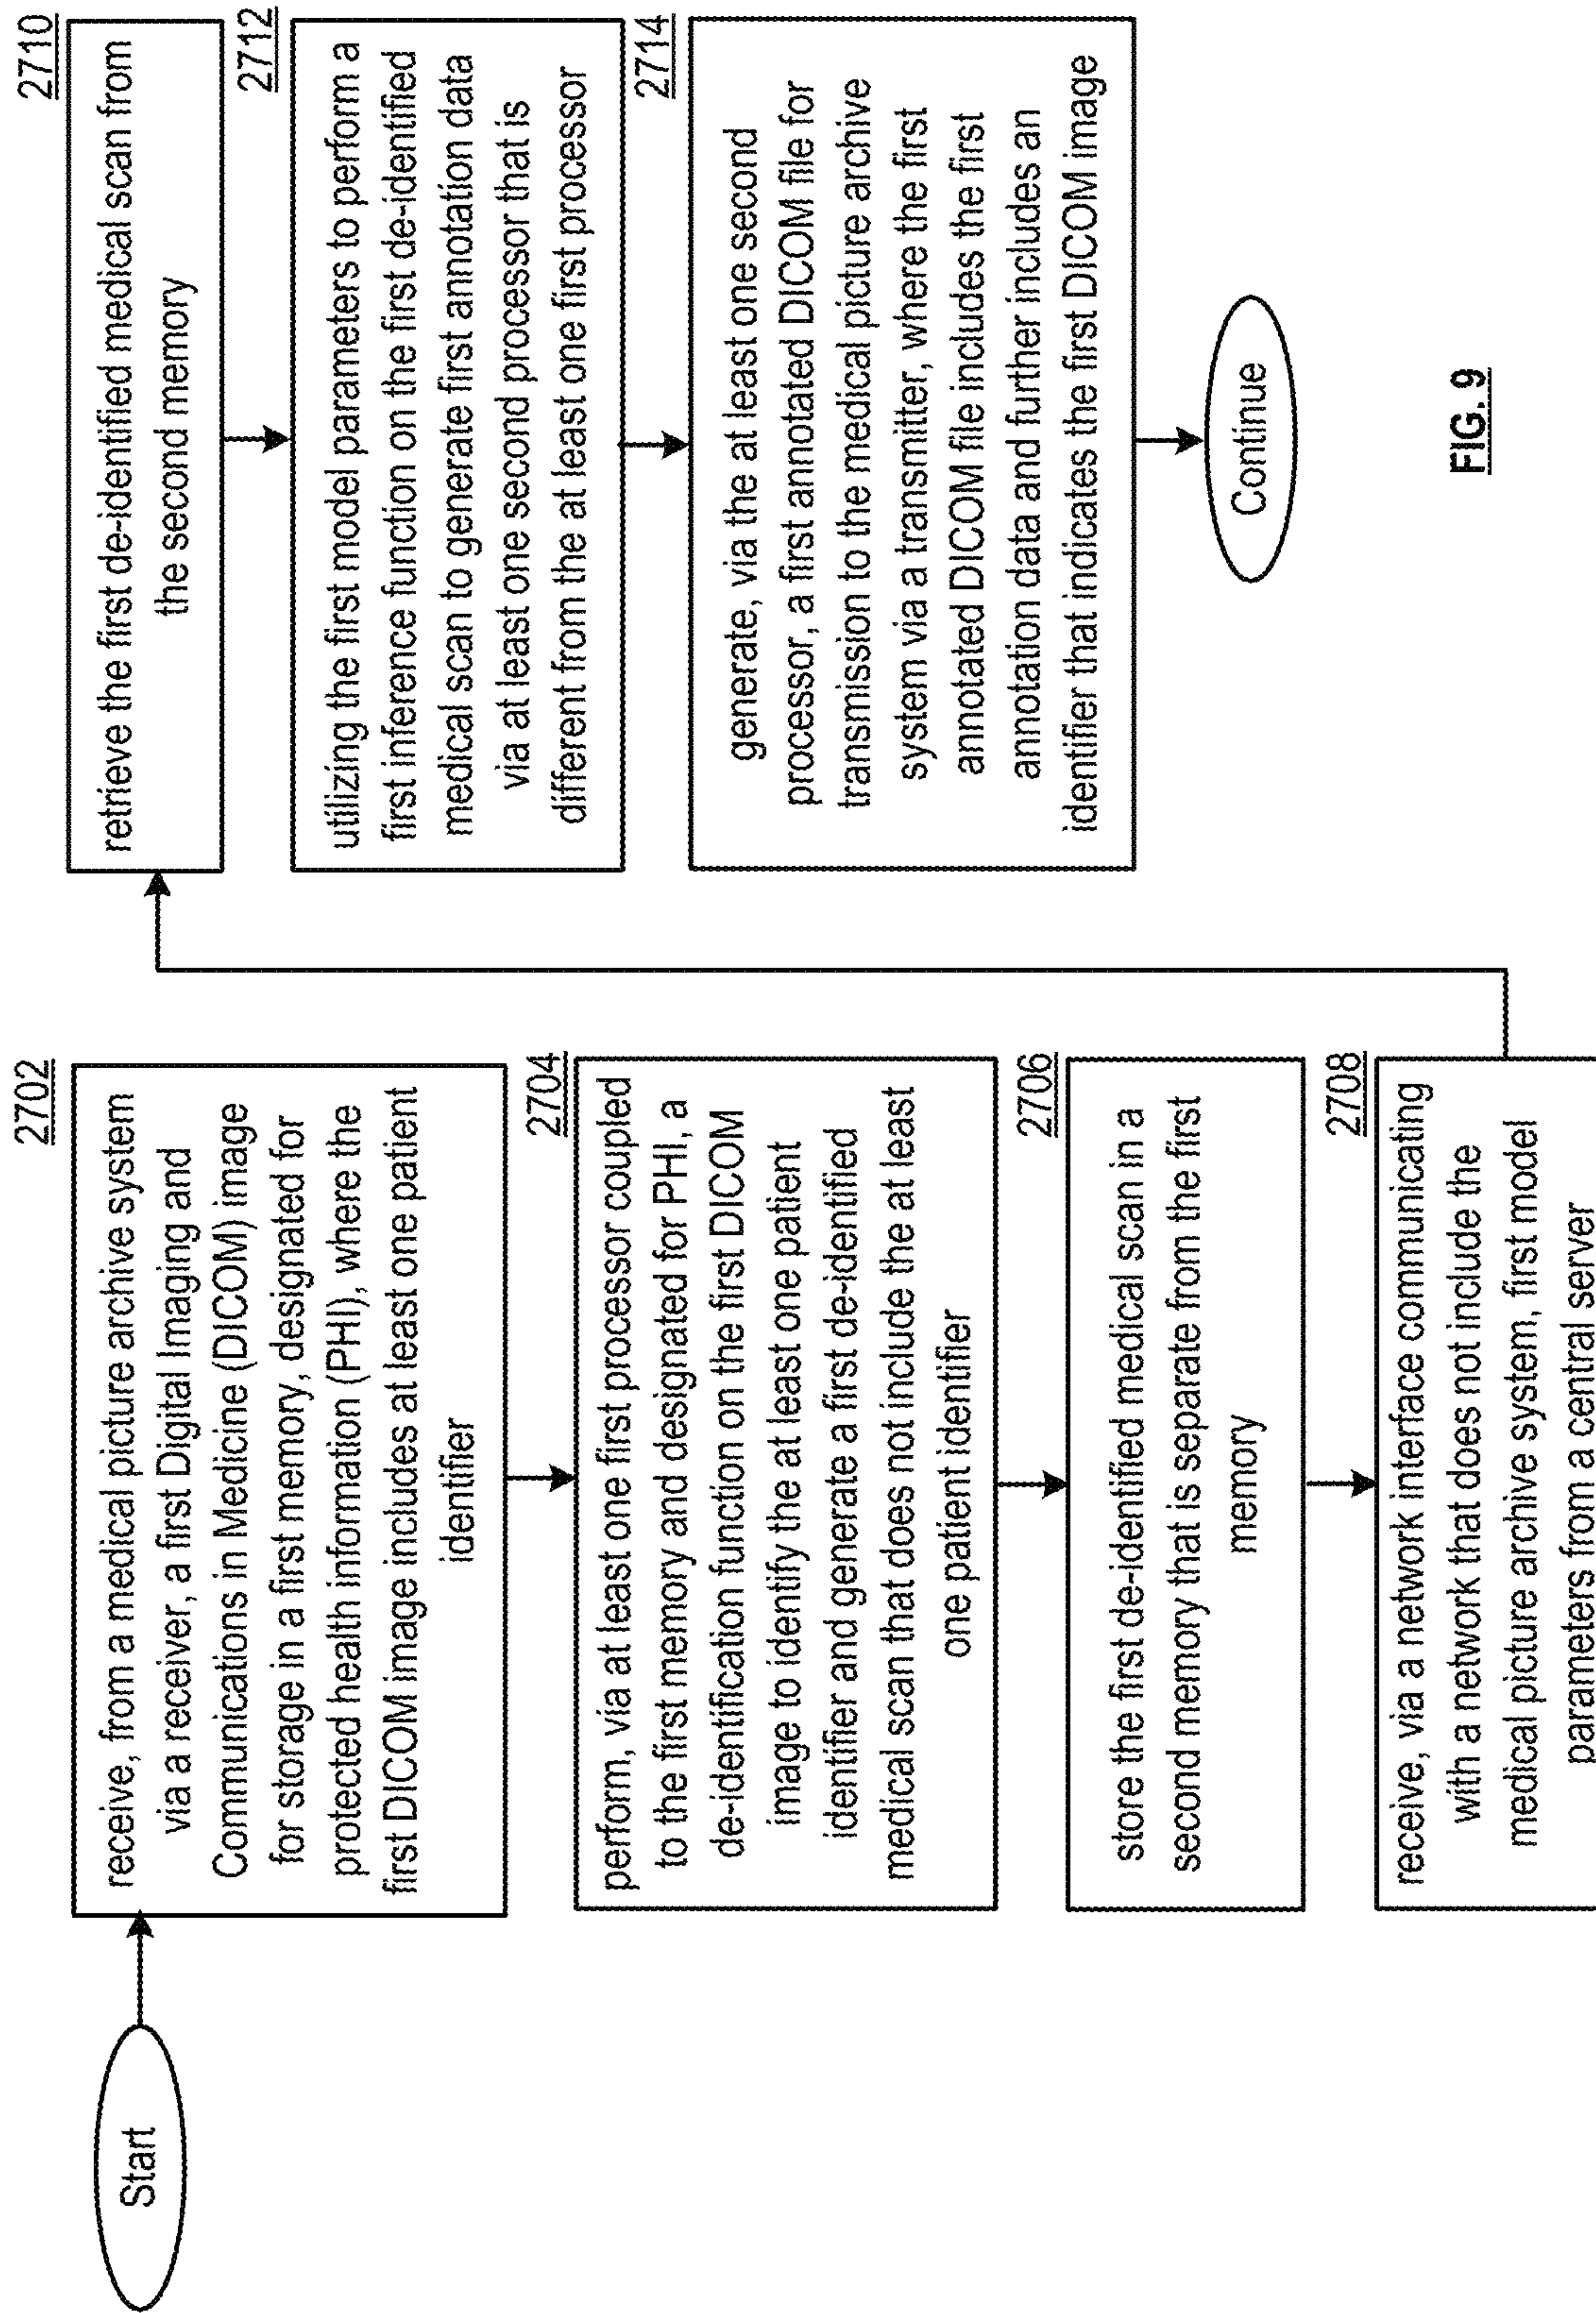 Start
2702
receive, from a medical picture archive system
via a receiver, a first Digital Imaging and
Communications in Medicine (DICOM) image
for storage in a first memory, designated for
protected health information (PHI), where the
first DICOM image includes at least one patient
identifier
2704
perform, via at least one first processor coupled
to the first memory and designated for PHI, a
de-identification function on the first DICOM
image to identify the at least one patient
identifier and generate a first de-identified
medical scan that does not include the at least
one patient identifier
2706
store the first de-identified medical scan in a
second memory that is separate from the first
memory
2708
receive, via a network interface communicating
with a network that does not include the
medical picture archive system, first model
parameters from a central server
2710
retrieve the first de-identified medical scan from
the second memory
2712
utilizing the first model parameters to perform a
first inference function on the first de-identified
medical scan to generate first annotation data
via at least one second processor that is
different from the at least one first processor
2714
generate, via the at least one second
processor, a first annotated DICOM file for
transmission to the medical picture archive
system via a transmitter, where the first
annotated DICOM file includes the first
annotation data and further includes an
identifier that indicates the first DICOM image
Continue
FIG. 9